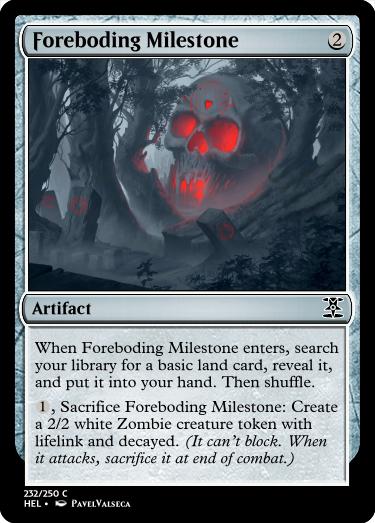 Foreboding Milestone 2
Artifact
When Foreboding Milestone enters, search
your library for a basic land card, reveal it,
and put it into your hand. Then shuffle.
1, Sacrifice Foreboding Milestone: Create
a 2/2 white Zombie creature token with
lifelink and decayed. (It can't block. When
it attacks, sacrifice it at end of combat.)
232/250 C
HEL • PavelValseca